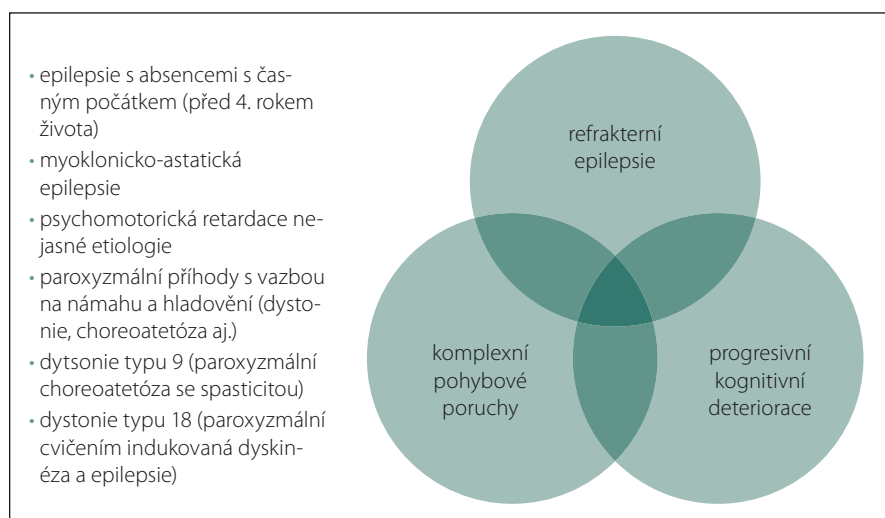 • epilepsie s absencemi s čas-
ným počátkem (před 4. rokem
života)
• myoklonicko-astatická
epilepsie
• psychomotorická retardace ne-
jasné etiologie
• paroxyzmální příhody s vazbou
na námahu a hladovění (dysto-
nie, choreoatetóza aj.)
• dytsonie typu 9 (paroxyzmální
choreoatetóza se spasticitou)
• dystonie typu 18 (paroxyzmální
cvičením indukovaná dyskin-
éza a epilepsie)
refrakterní
epilepsie
komplexní
pohybové
poruchy
progresivní
kognitivní
deteriorace